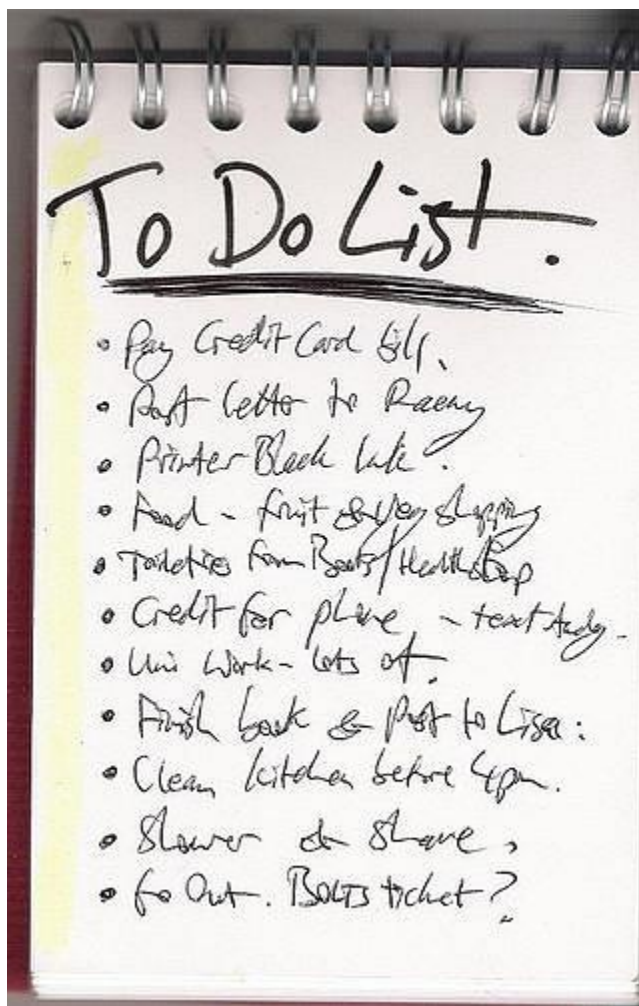 To Do List.
• Pay Credit Card bill.
• Post letter to
• Printer Black Ink.
• Food - fruit & veg shopping
• Toiletries from Boots/Health Shop
• Credit for phone - text Andy.
• Uni Work - lots of.
• Finish book & Post to Lisa:
• Clean kitchen before 4pm.
• Shower & Shave,
• Go Out. ticket?